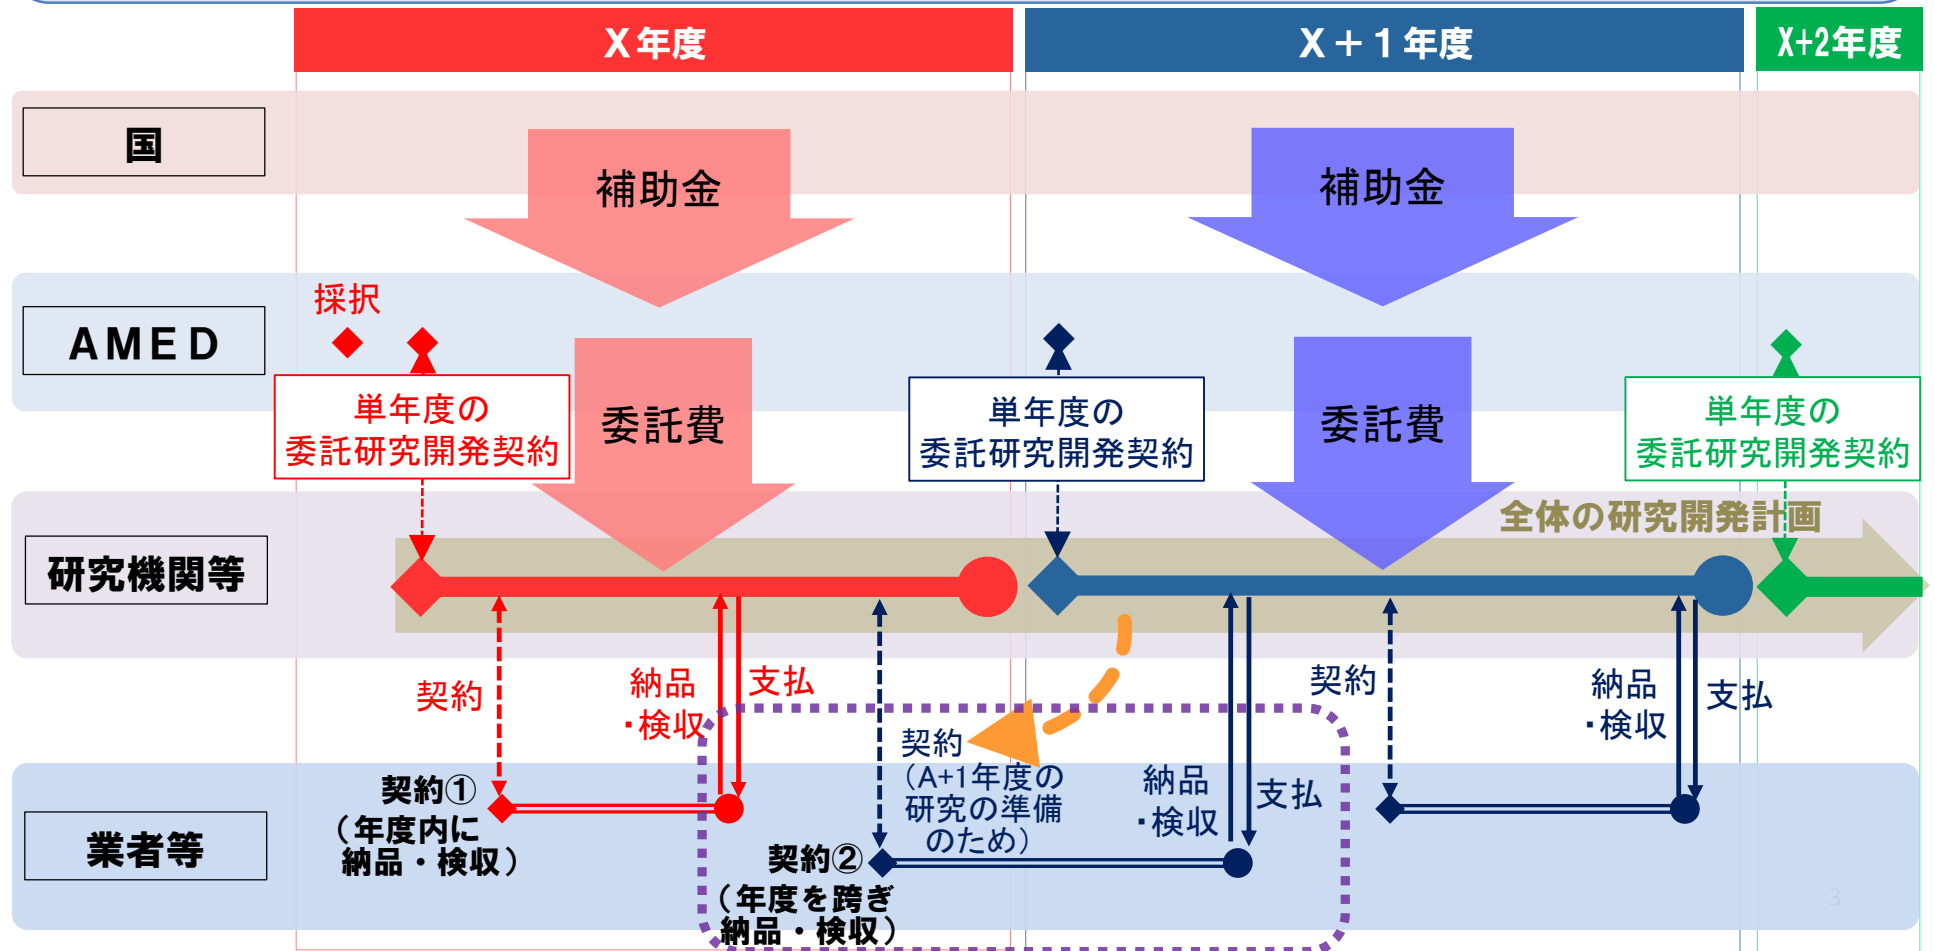 X年度
X+1年度
X+2年度
国
補助金
補助金
採択
AMED
単年度の
委託研究開発契約
委託費
単年度の
委託研究開発契約
委託費
単年度の
委託研究開発契約
全体の研究開発計画
研究機関等
契約
納品
・検収
支払
契約
(A+1年度の
研究の準備
のため)
納品
・検収
支払
契約
納品
・検収
支払
業者等
契約①
(年度内に
納品・検収)
契約②
(年度を跨ぎ
納品・検収)
3